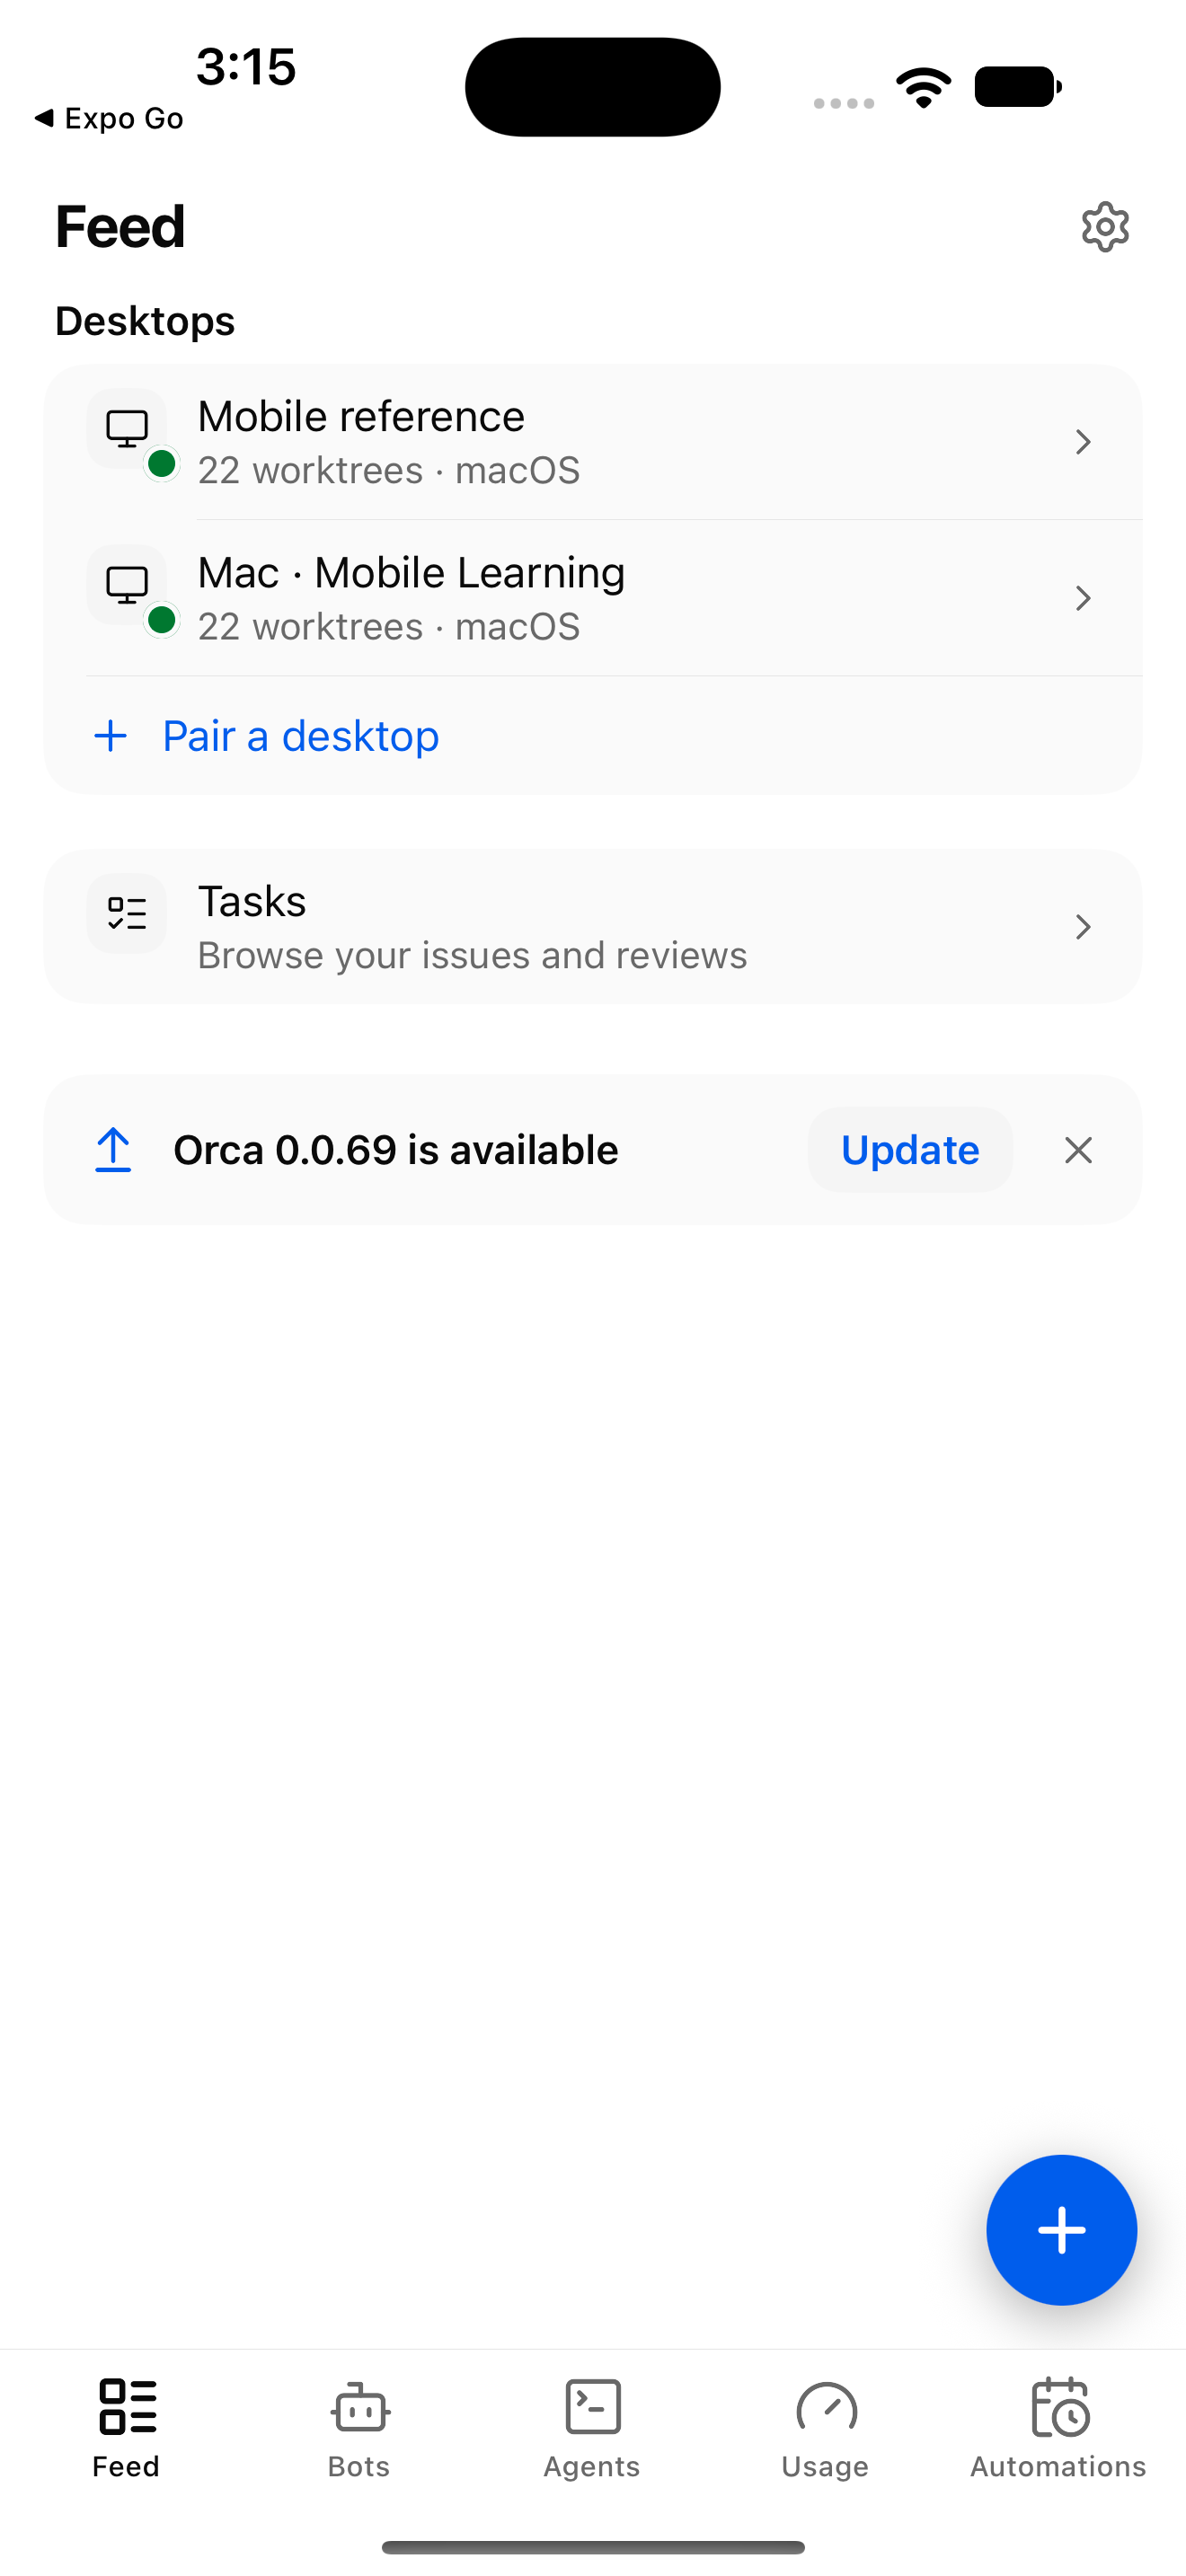 3:15
◀ Expo Go
Feed
Desktops
Mobile reference
22 worktrees · macOS
Mac · Mobile Learning
22 worktrees · macOS
+ Pair a desktop
Tasks
Browse your issues and reviews
Orca 0.0.69 is available
Update
Feed
Bots
Agents
Usage
Automations